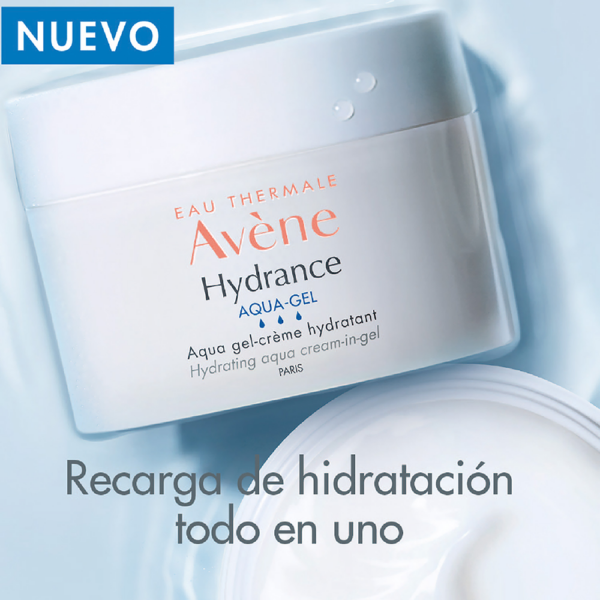 NUEVO
EAU THERMALE
Avène
Hydrance
AQUA-GEL
Aqua gel-crème hydratant
Hydrating aqua cream-in-gel
PARIS
Recarga de hidratación
todo en uno